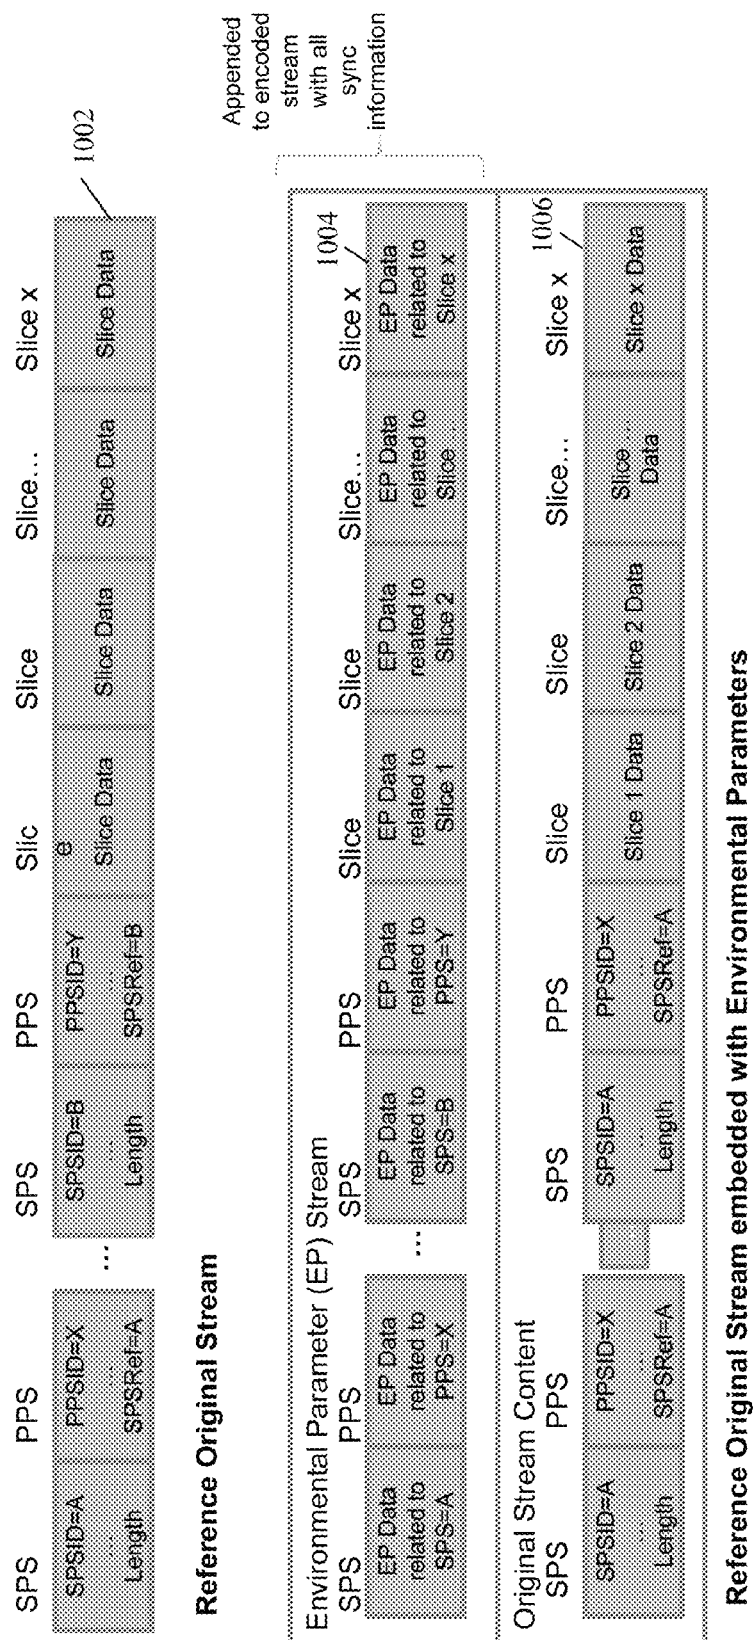 SPS PPS SPS PPS Slic Slice Slice... Slice x
SPSID=A PPSID=X SPSID=B PPSID=Y e
... ... ... ... ... Slice Data Slice Data Slice Data Slice Data
Length SPSRef=A Length SPSRef=B
1002
Reference Original Stream
Appended
to encoded
stream
with all
sync
information
Environmental Parameter (EP) Stream
1004
SPS PPS SPS PPS Slice Slice Slice... Slice x
EP Data EP Data EP Data EP Data EP Data EP Data EP Data EP Data
related to related to ... related to related to related to related to related to related to
SPS=A PPS=X SPS=B PPS=Y Slice 1 Slice 2 Slice ... Slice x
Original Stream Content
1006
SPS PPS SPS PPS Slice Slice Slice... Slice x
SPSID=A PPSID=X SPSID=A PPSID=X Slice...
... ... ... ... Slice 1 Data Slice 2 Data Data Slice x Data
Length SPSRef=A Length SPSRef=A
Reference Original Stream embedded with Environmental Parameters